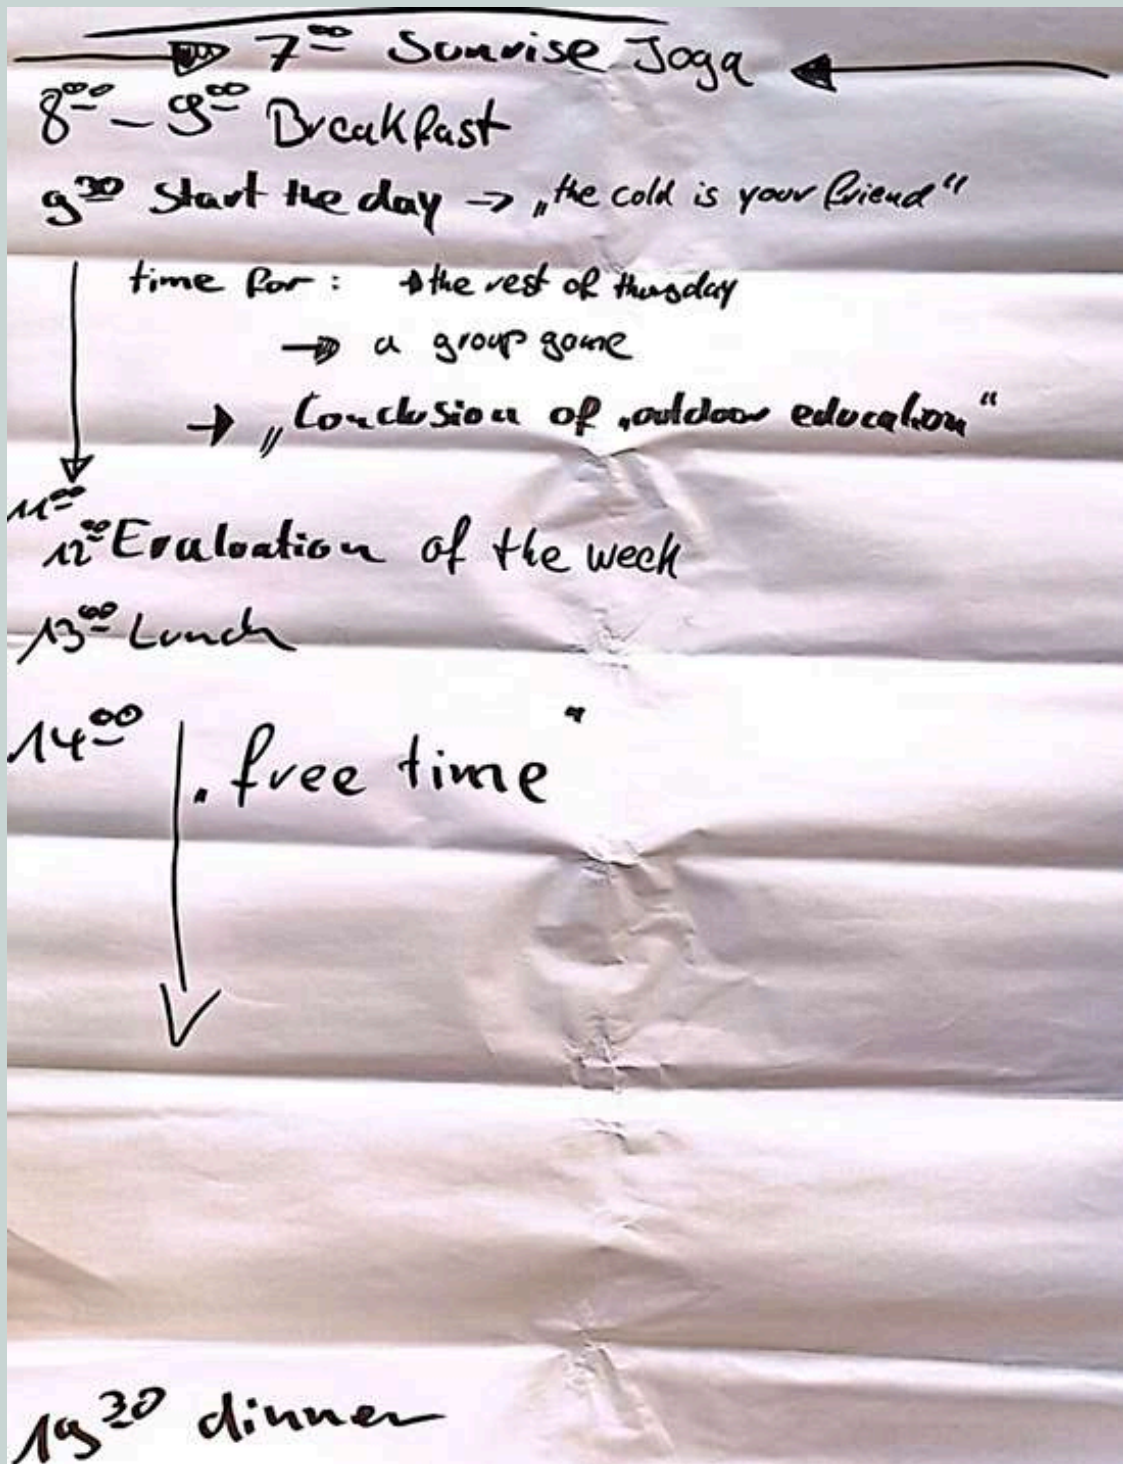 → 7⁰⁰ Sunrise Joga ←
8⁰⁰ – 9⁰⁰ Breakfast
9³⁰ Start the day → „the cold is your friend“
time for: → the rest of thursday
→ a group game
→ „Conclusion of „outdoor education“
11⁰⁰
12⁰⁰ Evaluation of the week
13⁰⁰ Lunch
14⁰⁰ „free time“
19³⁰ dinner